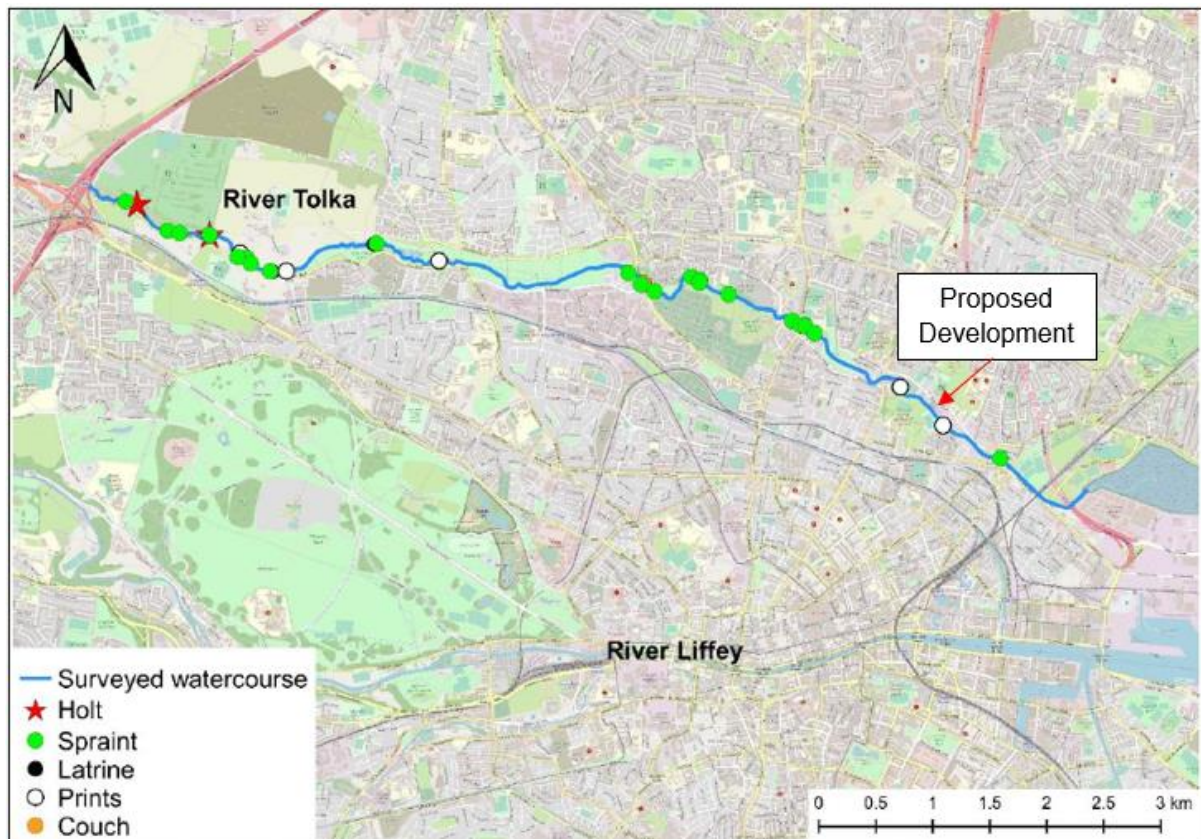 N
River Tolka
Proposed
Development
River Liffey
Surveyed watercourse
Holt
Spraint
Latrine
Prints
Couch
0 0.5 1 1.5 2 2.5 3 km